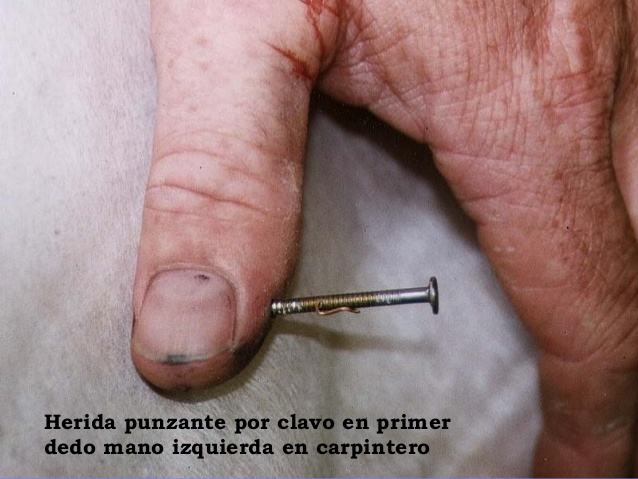 Herida punzante por clavo en primer
dedo mano izquierda en carpintero